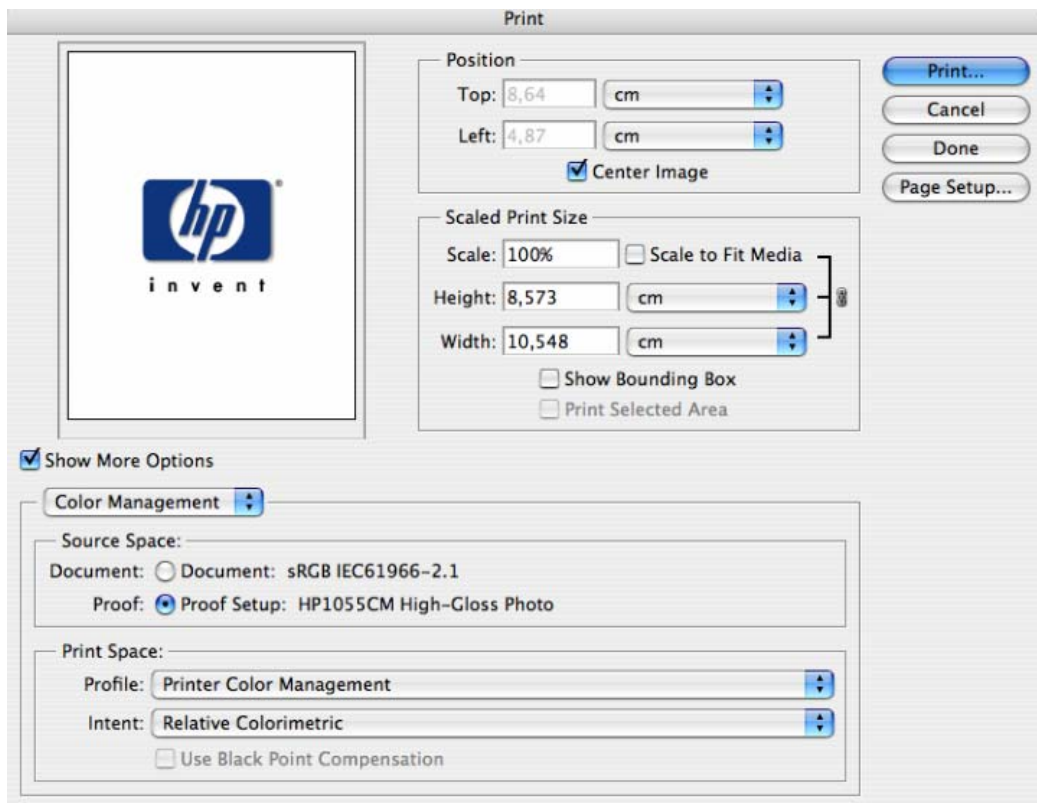 Print
hp
invent
Position
Top: 8,64 cm
Left: 4,87 cm
Center Image
Print...
Cancel
Done
Page Setup...
Scaled Print Size
Scale: 100% Scale to Fit Media
Height: 8,573 cm
Width: 10,548 cm
Show Bounding Box
Print Selected Area
Show More Options
Color Management
Source Space:
Document: Document: sRGB IEC61966-2.1
Proof: Proof Setup: HP1055CM High-Gloss Photo
Print Space:
Profile: Printer Color Management
Intent: Relative Colorimetric
Use Black Point Compensation